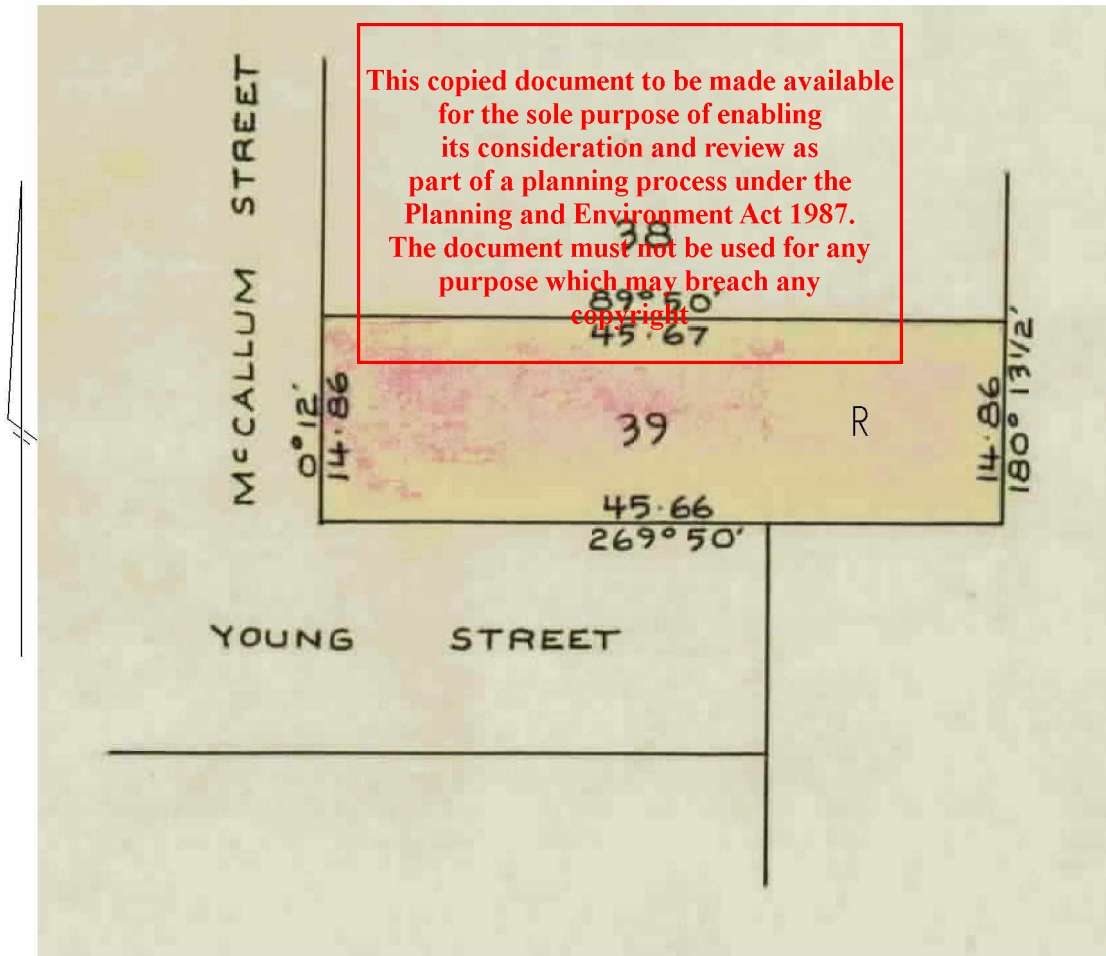 This copied document to be made available
for the sole purpose of enabling
its consideration and review as
part of a planning process under the
Planning and Environment Act 1987.
The document must not be used for any
purpose which may breach any
copyright
McCALLUM STREET
38
89° 50'
45·67
0° 12'
14·86
39
R
14·86
180° 13½'
45·66
269° 50'
YOUNG STREET